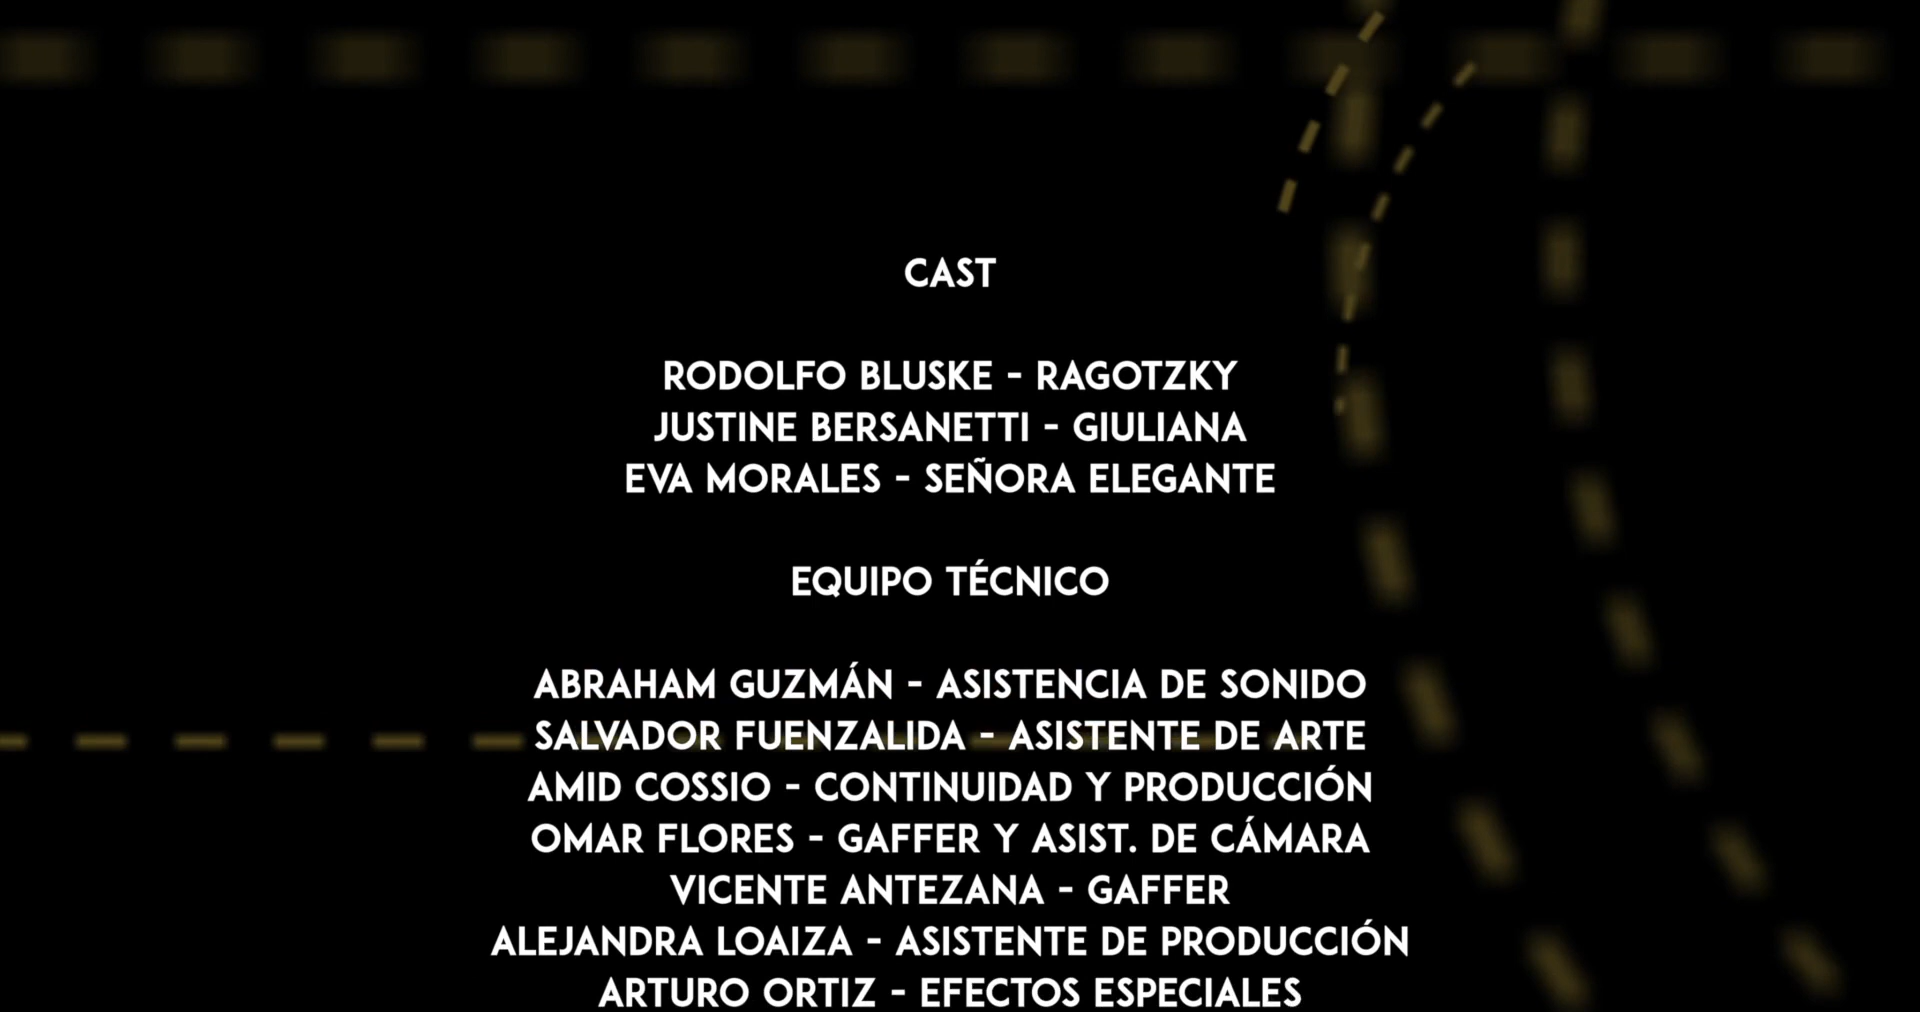 CAST
RODOLFO BLUSKE - RAGOTZKY
JUSTINE BERSANETTI - GIULIANA
EVA MORALES - SEÑORA ELEGANTE
EQUIPO TÉCNICO
ABRAHAM GUZMÁN - ASISTENCIA DE SONIDO
SALVADOR FUENZALIDA - ASISTENTE DE ARTE
AMID COSSIO - CONTINUIDAD Y PRODUCCIÓN
OMAR FLORES - GAFFER Y ASIST. DE CÁMARA
VICENTE ANTEZANA - GAFFER
ALEJANDRA LOAIZA - ASISTENTE DE PRODUCCIÓN
ARTURO ORTIZ - EFECTOS ESPECIALES